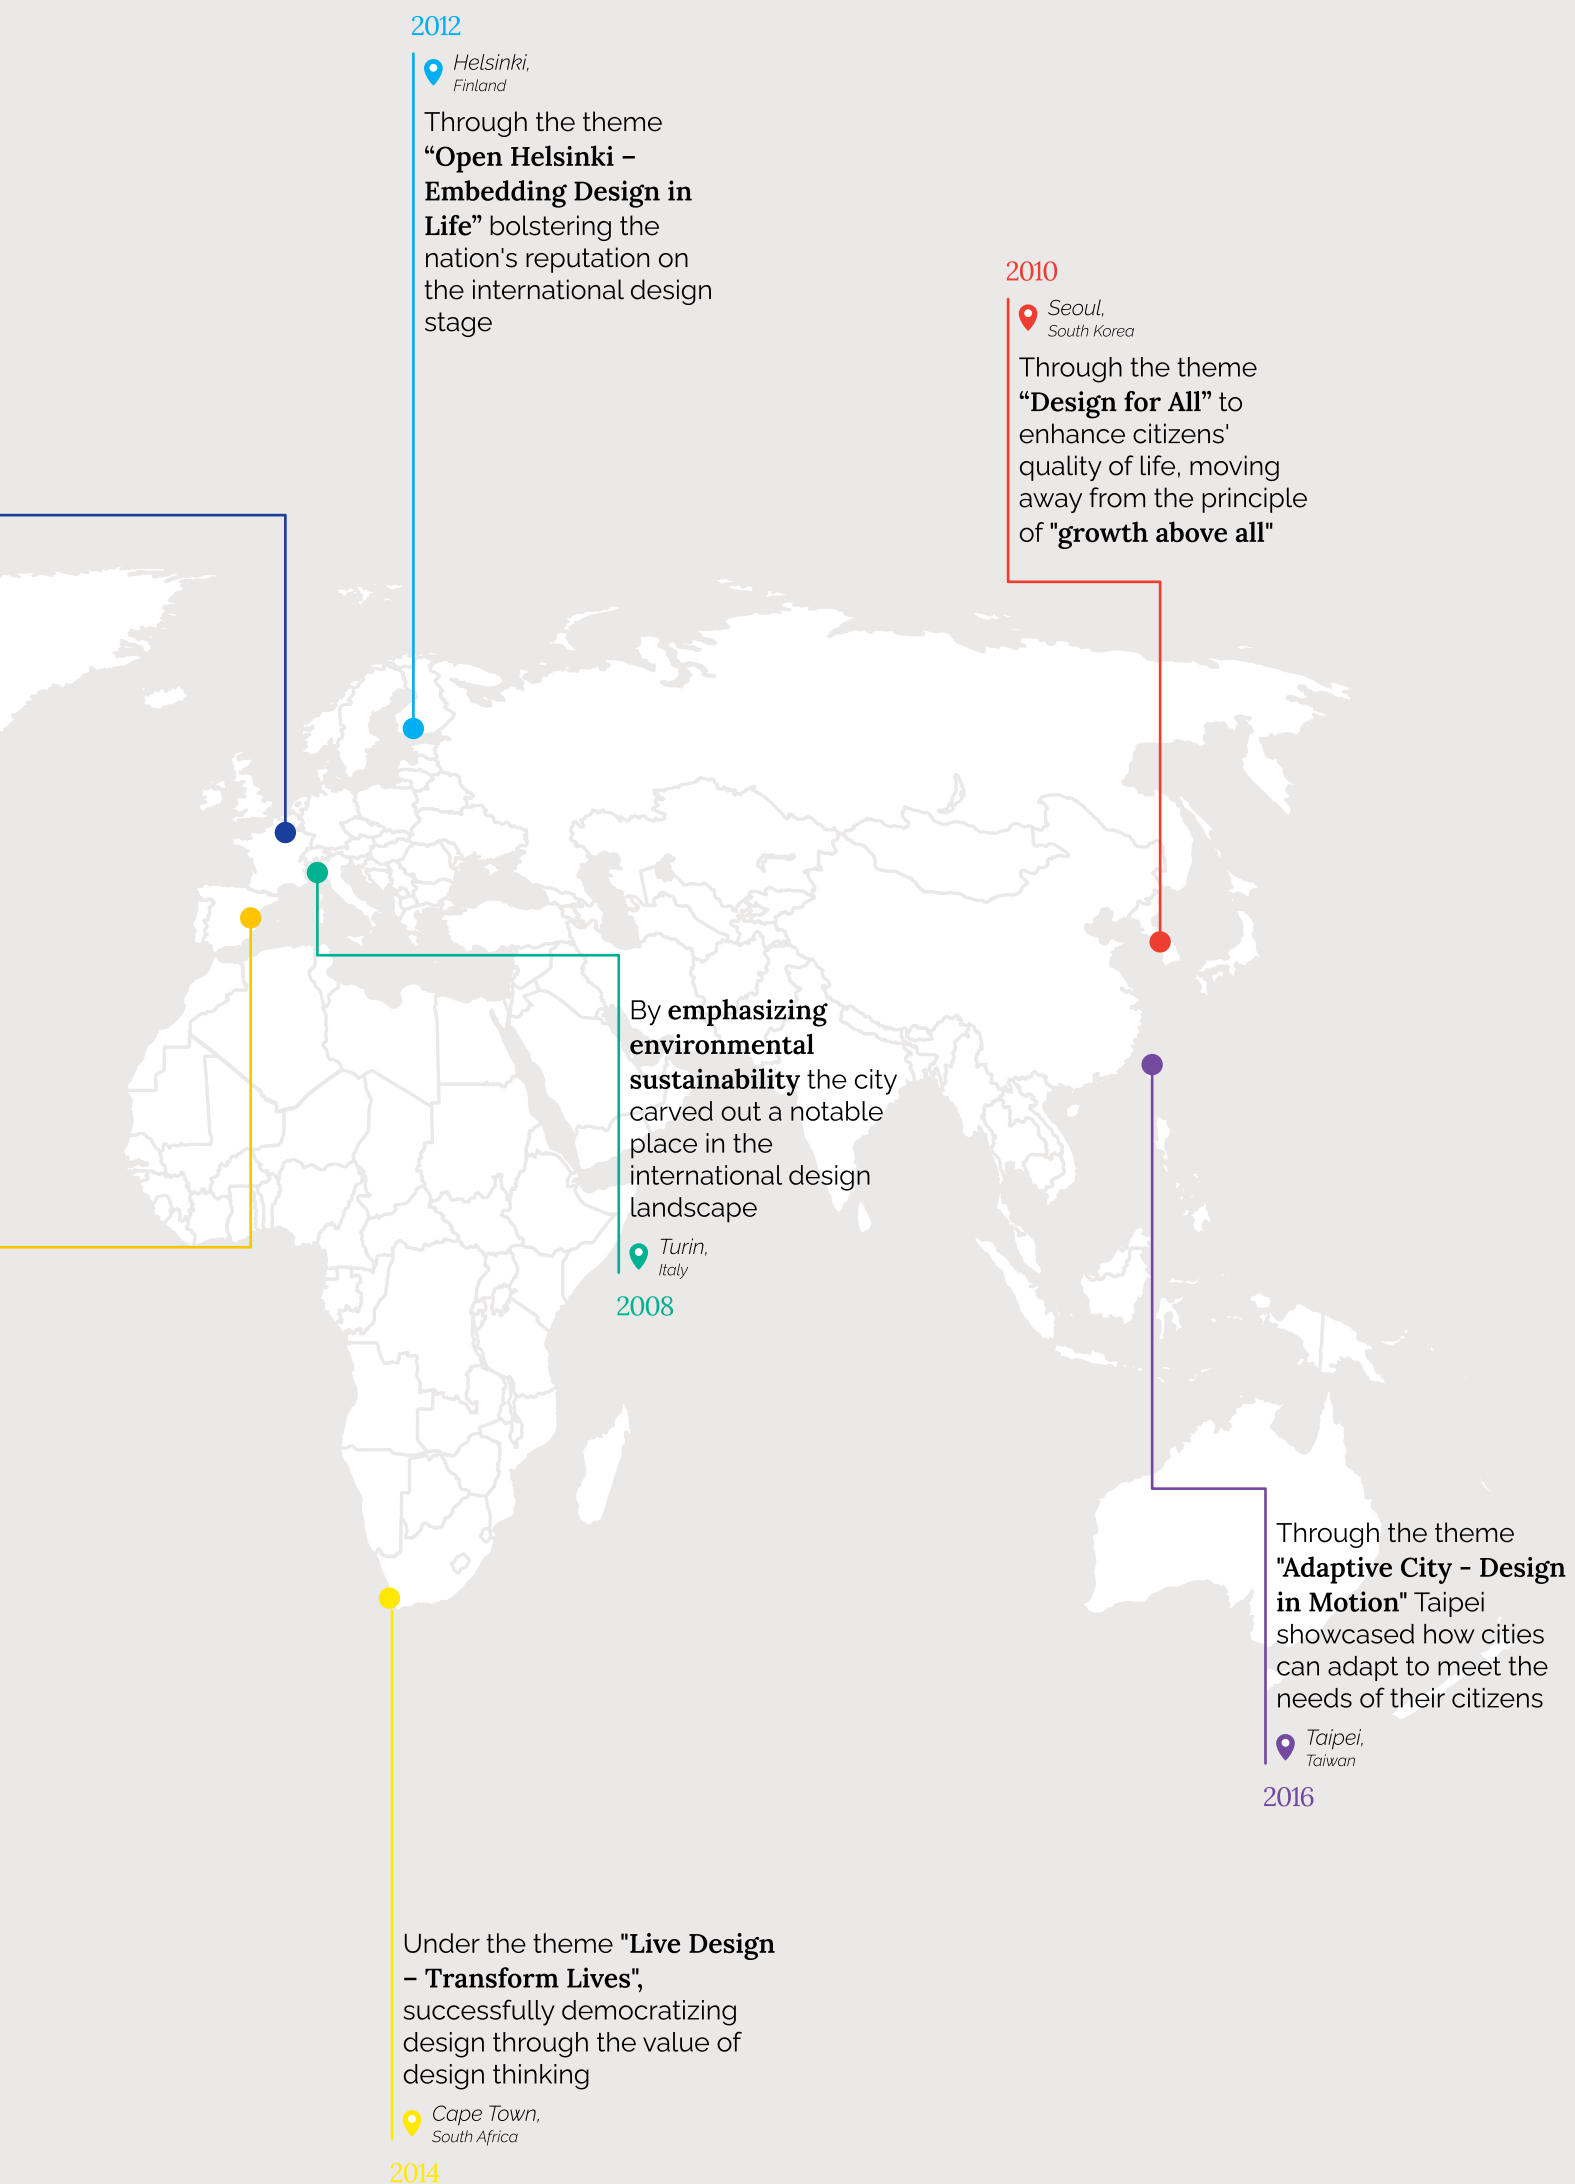 2012
Helsinki,
Finland
Through the theme
“Open Helsinki –
Embedding Design in
Life” bolstering the
nation's reputation on
the international design
stage
2010
Seoul,
South Korea
Through the theme
“Design for All” to
enhance citizens'
quality of life, moving
away from the principle
of "growth above all"
By emphasizing
environmental
sustainability the city
carved out a notable
place in the
international design
landscape
Turin,
Italy
2008
Through the theme
"Adaptive City - Design
in Motion" Taipei
showcased how cities
can adapt to meet the
needs of their citizens
Taipei,
Taiwan
2016
Under the theme "Live Design
– Transform Lives",
successfully democratizing
design through the value of
design thinking
Cape Town,
South Africa
2014